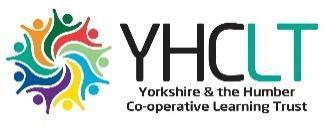 YHCLT
Yorkshire & the Humber
Co-operative Learning Trust